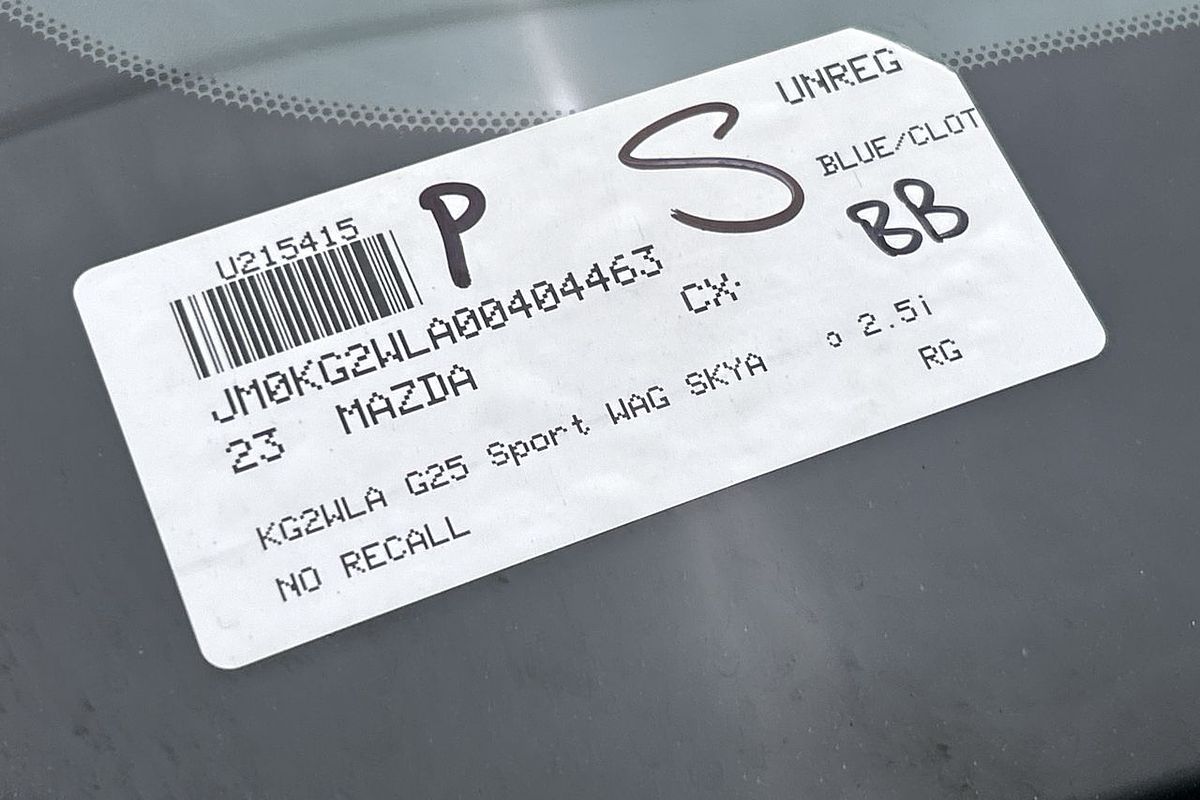 UNREG
P S
BLUE/CLOT
U215415
BB
JM0KG2WLA00404463
CX-
23 MAZDA
2.5i
KG2WLA G25 Sport WAG SKYA
RG
NO RECALL